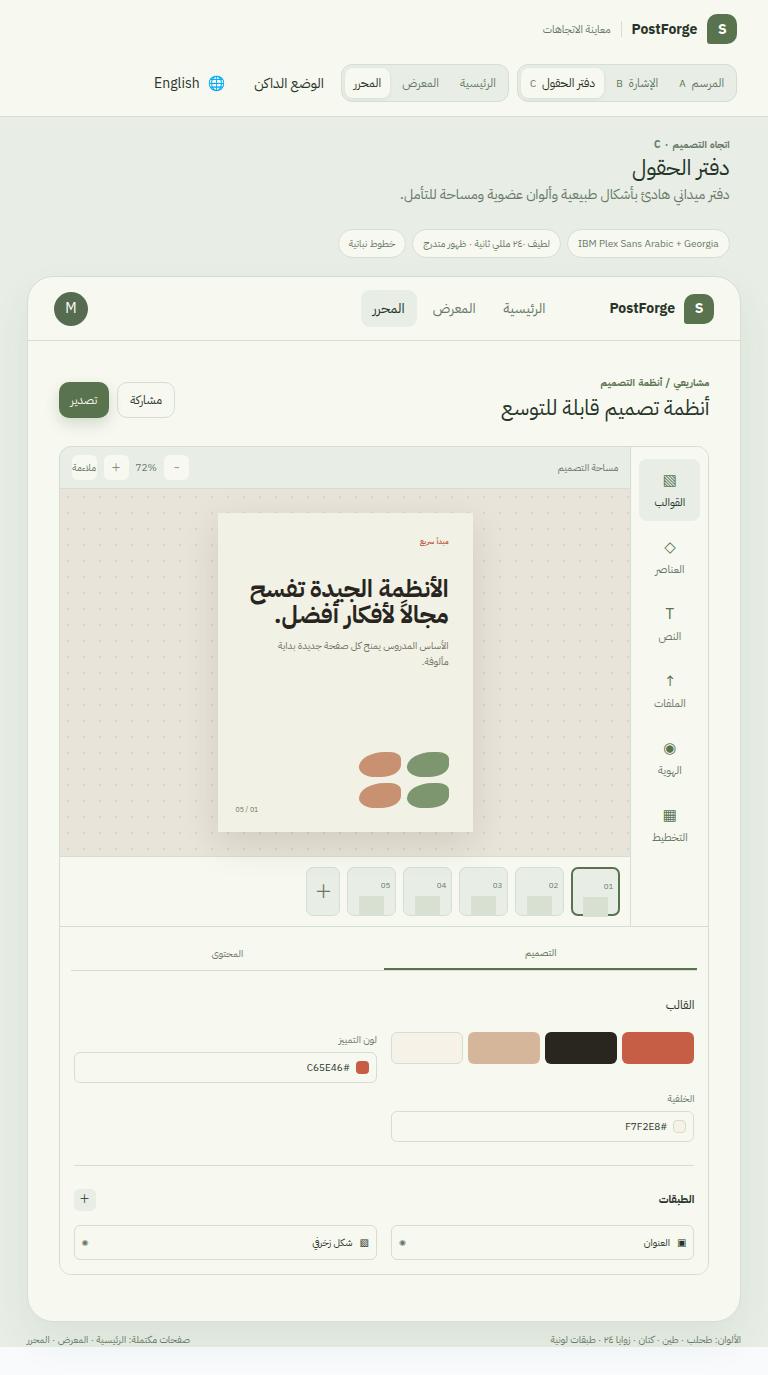 S PostForge معاينة الاتجاهات
المرسم A الإشارة B دفتر الحقول C الرئيسية المعرض المحرر الوضع الداكن 🌐 English
اتجاه التصميم · C
دفتر الحقول
دفتر ميداني هادئ بأشكال طبيعية وألوان عضوية ومساحة للتأمل.
IBM Plex Sans Arabic + Georgia لطيف ٢٤٠ مللي ثانية · ظهور متدرج خطوط نباتية
S PostForge الرئيسية المعرض المحرر M
مشاريعي / أنظمة التصميم
أنظمة تصميم قابلة للتوسع
مشاركة تصدير
مساحة التصميم - 72% + ملاءمة
القوالب
العناصر
T
النص
الملفات
الهوية
التخطيط
مبدأ سريع
الأنظمة الجيدة تفسح
مجالاً لأفكار أفضل.
الأساس المدروس يمنح كل صفحة جديدة بداية
مألوفة.
05 / 01
01 02 03 04 05 +
التصميم المحتوى
القالب
لون التمييز
C65E46#
الخلفية
F7F2E8#
الطبقات +
العنوان شكل زخرفي
الألوان: طحلب · طين · كتان · زوايا ٢٤ · طبقات لونية صفحات مكتملة: الرئيسية · المعرض · المحرر